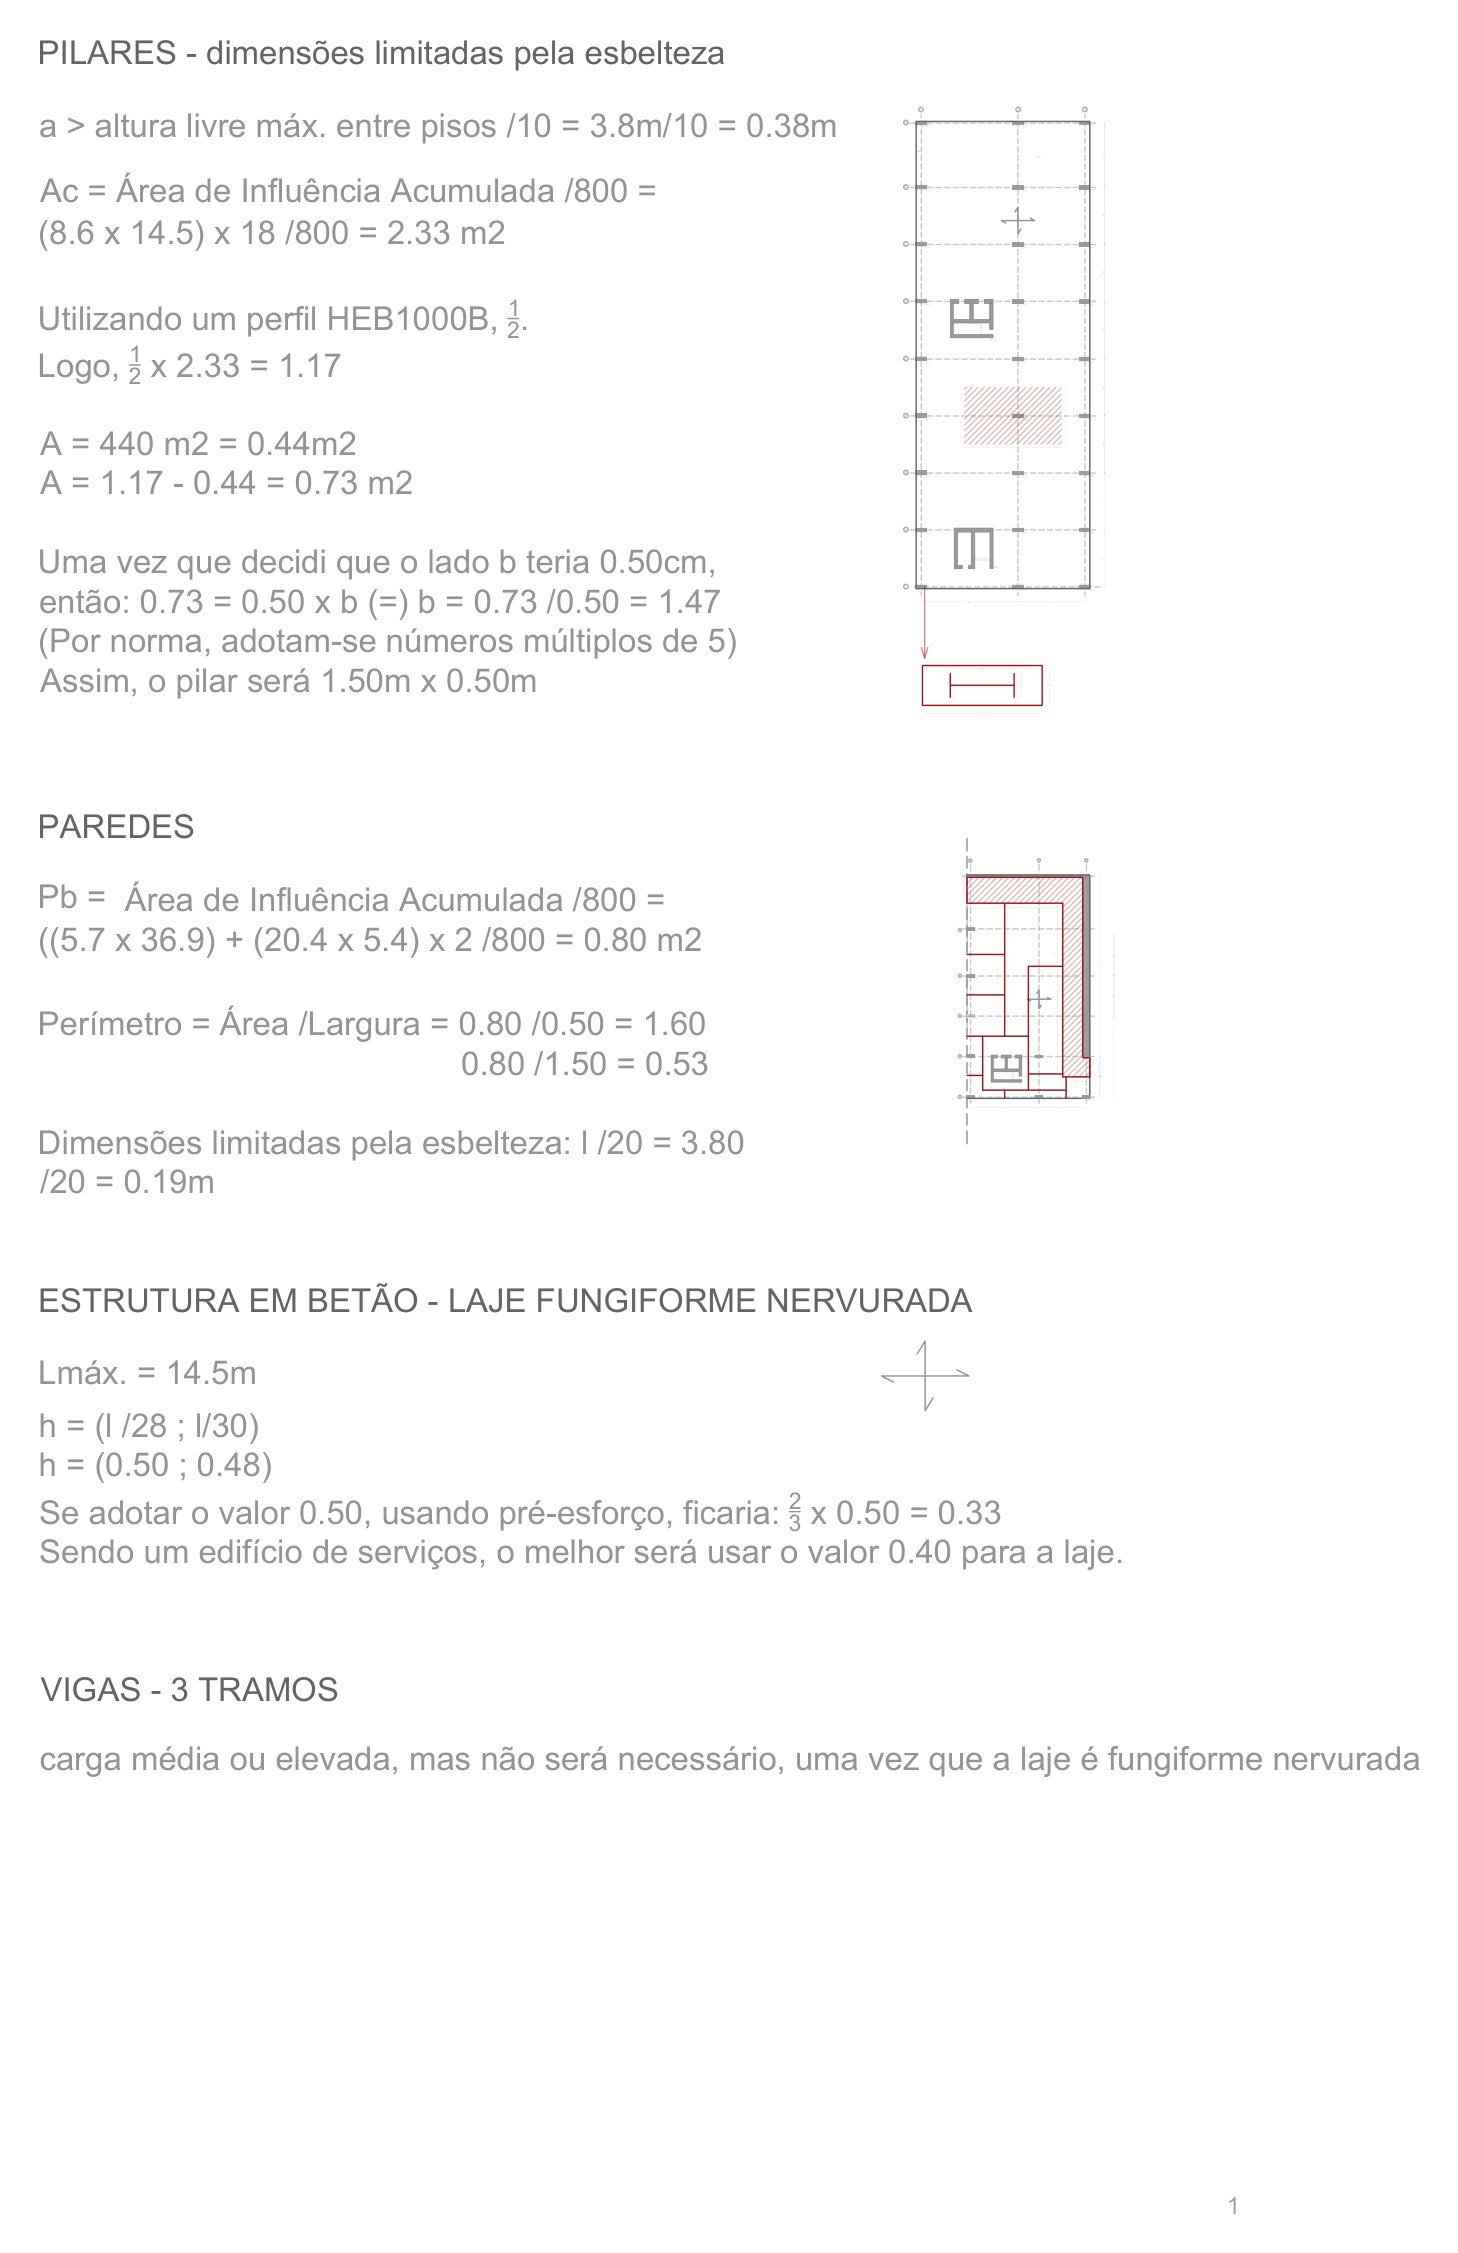 PILARES - dimensões limitadas pela esbelteza
a > altura livre máx. entre pisos /10 = 3.8m/10 = 0.38m
Ac = Área de Influência Acumulada /800 =
(8.6 x 14.5) x 18 /800 = 2.33 m2
Utilizando um perfil HEB1000B, 1/2.
Logo, 1/2 x 2.33 = 1.17
A = 440 m2 = 0.44m2
A = 1.17 - 0.44 = 0.73 m2
Uma vez que decidi que o lado b teria 0.50cm,
então: 0.73 = 0.50 x b (=) b = 0.73 /0.50 = 1.47
(Por norma, adotam-se números múltiplos de 5)
Assim, o pilar será 1.50m x 0.50m
PAREDES
Pb = Área de Influência Acumulada /800 =
((5.7 x 36.9) + (20.4 x 5.4) x 2 /800 = 0.80 m2
Perímetro = Área /Largura = 0.80 /0.50 = 1.60
0.80 /1.50 = 0.53
Dimensões limitadas pela esbelteza: l /20 = 3.80
/20 = 0.19m
ESTRUTURA EM BETÃO - LAJE FUNGIFORME NERVURADA
Lmáx. = 14.5m
h = (l /28 ; l/30)
h = (0.50 ; 0.48)
Se adotar o valor 0.50, usando pré-esforço, ficaria: 2/3 x 0.50 = 0.33
Sendo um edifício de serviços, o melhor será usar o valor 0.40 para a laje.
VIGAS - 3 TRAMOS
carga média ou elevada, mas não será necessário, uma vez que a laje é fungiforme nervurada
1